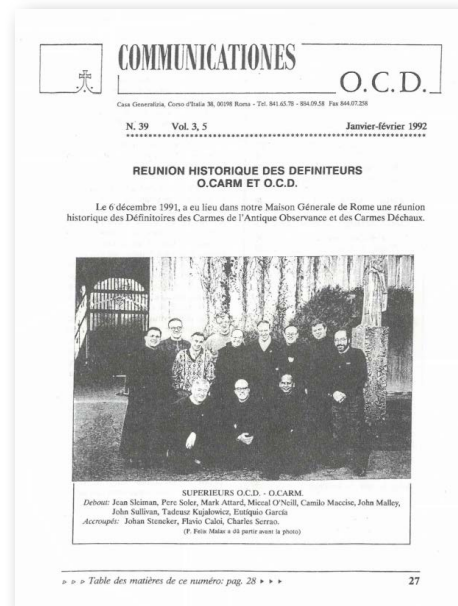 COMMUNICATIONES
O.C.D.
Casa Generalizia, Corso d'Italia 38, 00198 Roma - Tel. 841.63.78 - 884.09.58 Fax 844.07.258
N. 39 Vol. 3, 5 Janvier-février 1992
REUNION HISTORIQUE DES DEFINITEURS
O.CARM ET O.C.D.
Le 6 décembre 1991, a eu lieu dans notre Maison Génerale de Rome une réunion
historique des Définitoires des Carmes de l'Antique Observance et des Carmes Déchaux.
SUPERIEURS O.C.D. - O.CARM.
Debout: Jean Sleiman, Pere Soler, Mark Attard, Miceal O'Neill, Camilo Maccise, John Malley,
John Sullivan, Tadeusz Kujalowicz, Eutiquio García
Accroupés: Johan Stancker, Flavio Caloi, Charles Serrao.
(P. Felix Malax a dû partir avant la photo)
Table des matières de ce numéro: pag. 28
27